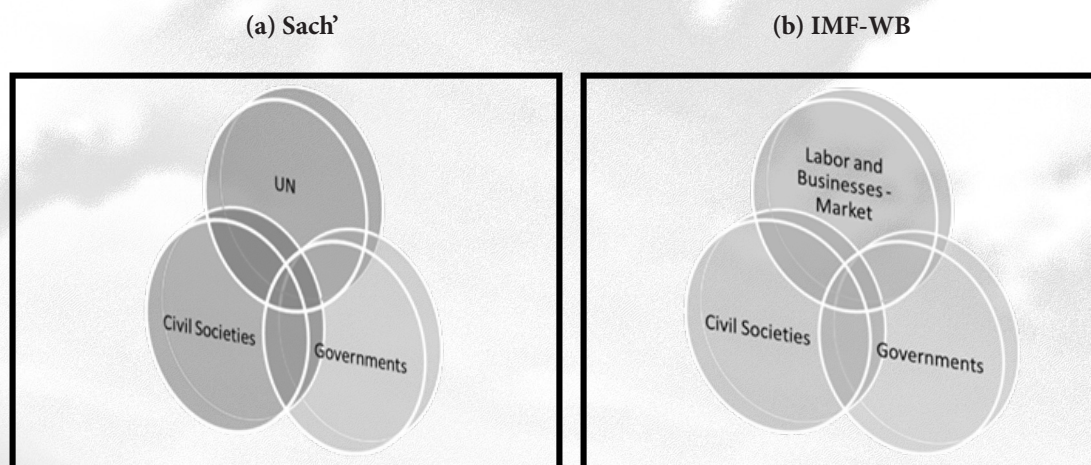 (a) Sach’
(b) IMF-WB
UN
Civil Societies
Governments
Labor and
Businesses -
Market
Civil Societies
Governments